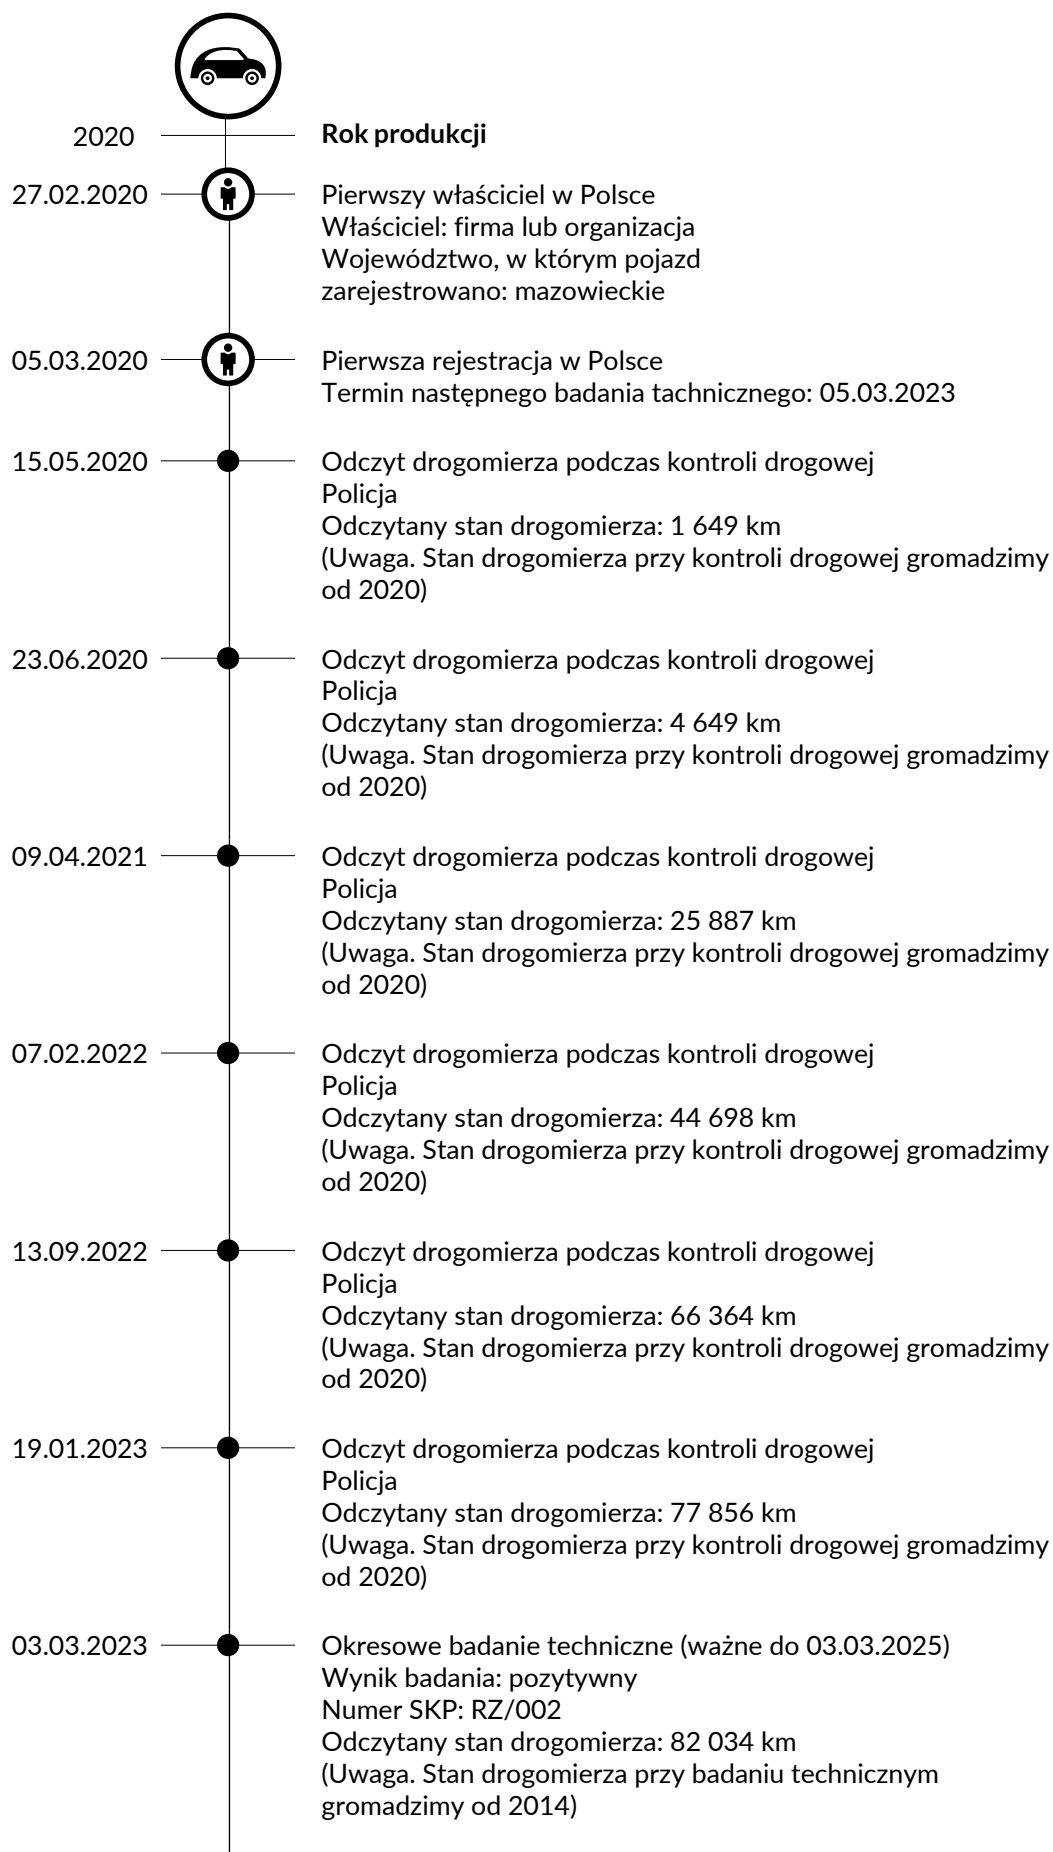 2020 Rok produkcji
27.02.2020 Pierwszy właściciel w Polsce
Właściciel: firma lub organizacja
Województwo, w którym pojazd
zarejestrowano: mazowieckie
05.03.2020 Pierwsza rejestracja w Polsce
Termin następnego badania tachnicznego: 05.03.2023
15.05.2020 Odczyt drogomierza podczas kontroli drogowej
Policja
Odczytany stan drogomierza: 1 649 km
(Uwaga. Stan drogomierza przy kontroli drogowej gromadzimy
od 2020)
23.06.2020 Odczyt drogomierza podczas kontroli drogowej
Policja
Odczytany stan drogomierza: 4 649 km
(Uwaga. Stan drogomierza przy kontroli drogowej gromadzimy
od 2020)
09.04.2021 Odczyt drogomierza podczas kontroli drogowej
Policja
Odczytany stan drogomierza: 25 887 km
(Uwaga. Stan drogomierza przy kontroli drogowej gromadzimy
od 2020)
07.02.2022 Odczyt drogomierza podczas kontroli drogowej
Policja
Odczytany stan drogomierza: 44 698 km
(Uwaga. Stan drogomierza przy kontroli drogowej gromadzimy
od 2020)
13.09.2022 Odczyt drogomierza podczas kontroli drogowej
Policja
Odczytany stan drogomierza: 66 364 km
(Uwaga. Stan drogomierza przy kontroli drogowej gromadzimy
od 2020)
19.01.2023 Odczyt drogomierza podczas kontroli drogowej
Policja
Odczytany stan drogomierza: 77 856 km
(Uwaga. Stan drogomierza przy kontroli drogowej gromadzimy
od 2020)
03.03.2023 Okresowe badanie techniczne (ważne do 03.03.2025)
Wynik badania: pozytywny
Numer SKP: RZ/002
Odczytany stan drogomierza: 82 034 km
(Uwaga. Stan drogomierza przy badaniu technicznym
gromadzimy od 2014)